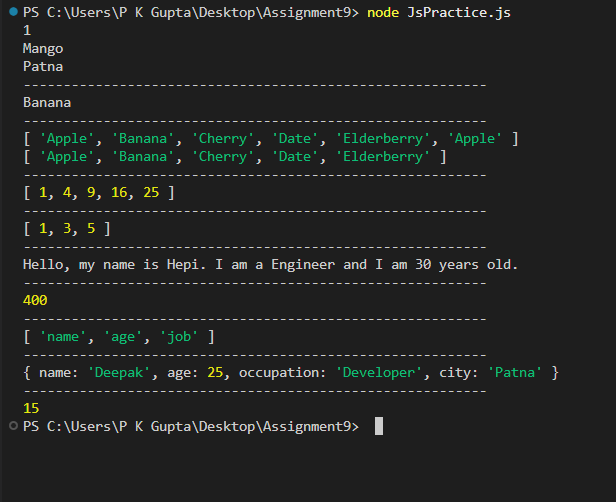 PS C:\Users\P K Gupta\Desktop\Assignment9> node JsPractice.js
1
Mango
Patna
----------------------------------------------------
Banana
----------------------------------------------------
[ 'Apple', 'Banana', 'Cherry', 'Date', 'Elderberry', 'Apple' ]
[ 'Apple', 'Banana', 'Cherry', 'Date', 'Elderberry' ]
----------------------------------------------------
[ 1, 4, 9, 16, 25 ]
----------------------------------------------------
[ 1, 3, 5 ]
----------------------------------------------------
Hello, my name is Hepi. I am a Engineer and I am 30 years old.
----------------------------------------------------
400
----------------------------------------------------
[ 'name', 'age', 'job' ]
----------------------------------------------------
{ name: 'Deepak', age: 25, occupation: 'Developer', city: 'Patna' }
----------------------------------------------------
15
PS C:\Users\P K Gupta\Desktop\Assignment9>